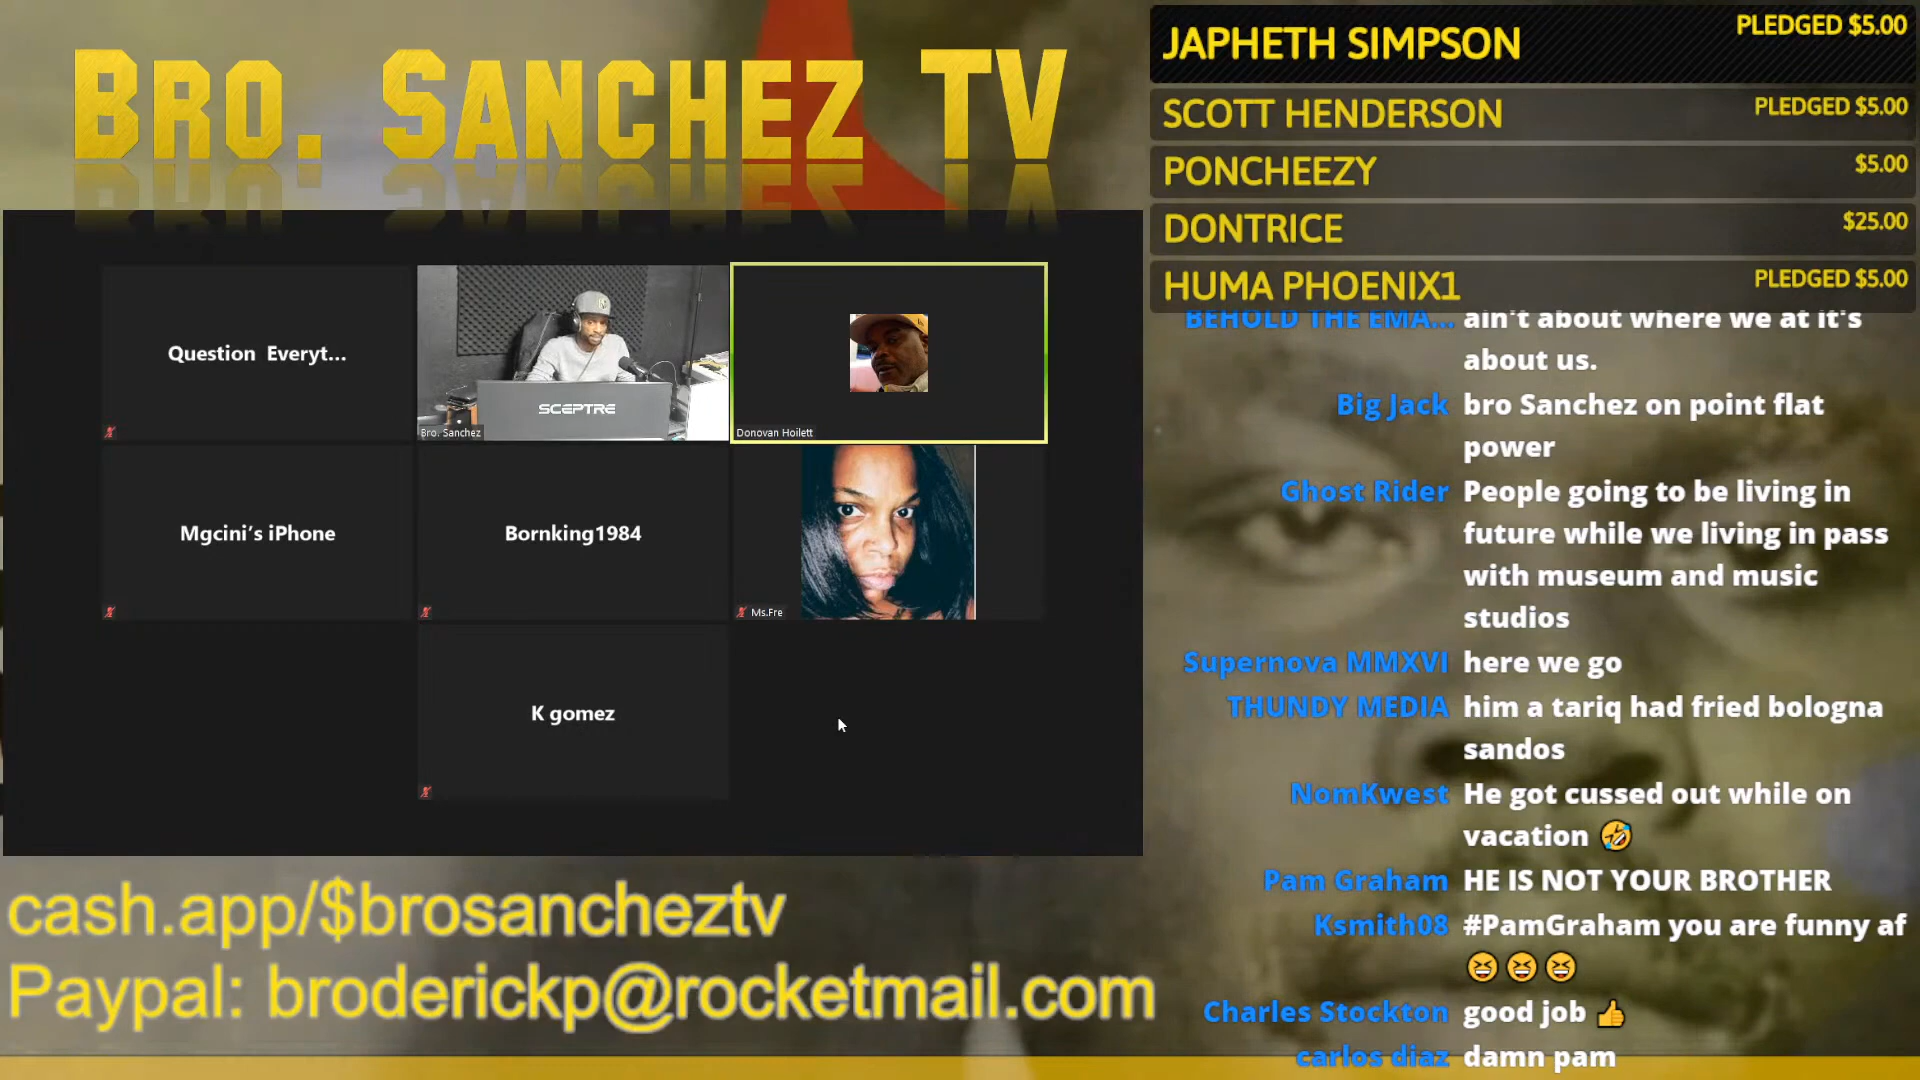 BRO. SANCHEZ TV
Question Everyt...
SCEPTRE
Bro. Sanchez
Donovan Hoilett
Mgcini’s iPhone
Bornking1984
Ms.Fre
K gomez
cash.app/$brosancheztv
Paypal: broderickp@rocketmail.com
JAPHETH SIMPSON PLEDGED $5.00
SCOTT HENDERSON PLEDGED $5.00
PONCHEEZY $5.00
DONTRICE $25.00
HUMA PHOENIX1 PLEDGED $5.00
BEHOLD THE EMA... ain't about where we at it's
about us.
Big Jack bro Sanchez on point flat
power
Ghost Rider People going to be living in
future while we living in pass
with museum and music
studios
Supernova MMXVI here we go
THUNDY MEDIA him a tariq had fried bologna
sandos
NomKwest He got cussed out while on
vacation 🤣
Pam Graham HE IS NOT YOUR BROTHER
Ksmith08 #PamGraham you are funny af
😆 😆 😆
Charles Stockton good job 👍
carlos diaz damn pam